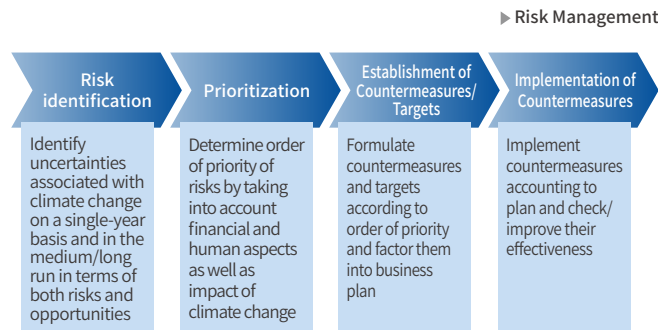 ▶ Risk Management
Risk
identification
Identify
uncertainties
associated with
climate change
on a single-year
basis and in the
medium/long
run in terms of
both risks and
opportunities
Prioritization
Determine order
of priority of
risks by taking
into account
financial and
human aspects
as well as
impact of
climate change
Establishment of
Countermeasures/
Targets
Formulate
countermeasures
and targets
according to
order of priority
and factor them
into business
plan
Implementation of
Countermeasures
Implement
countermeasures
accounting to
plan and check/
improve their
effectiveness